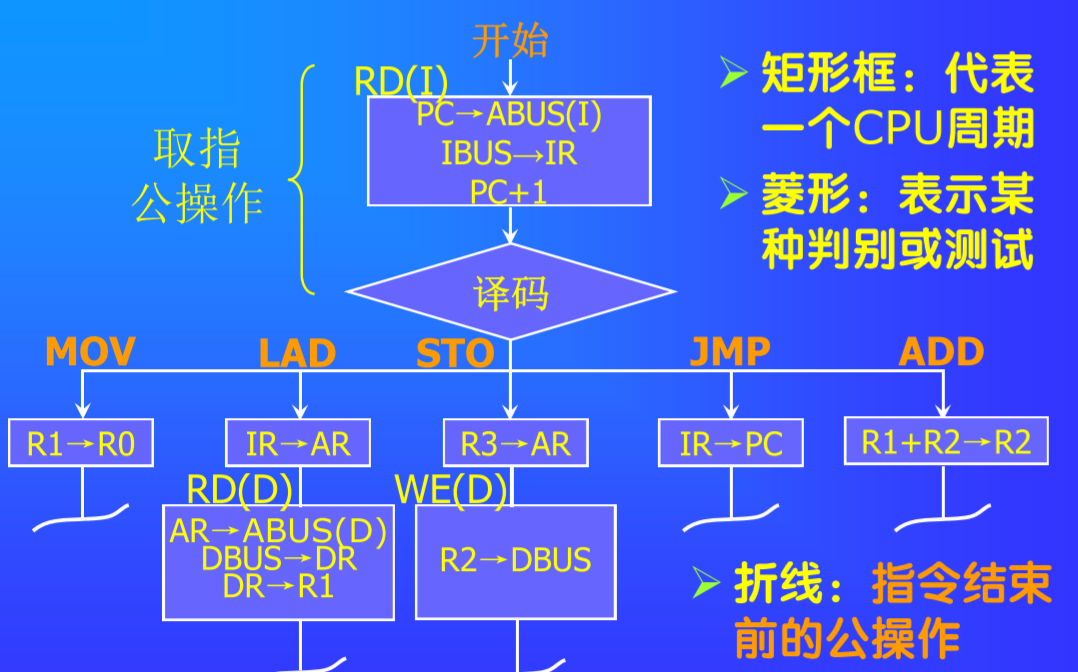 开始
RD(I)
PC→ABUS(I)
IBUS→IR
PC+1
取指
公操作
译码
➢ 矩形框：代表
一个CPU周期
➢ 菱形：表示某
种判别或测试
MOV
LAD
STO
JMP
ADD
R1→R0
IR→AR
R3→AR
IR→PC
R1+R2→R2
RD(D)
WE(D)
AR→ABUS(D)
DBUS→DR
DR→R1
R2→DBUS
➢ 折线：指令结束
前的公操作